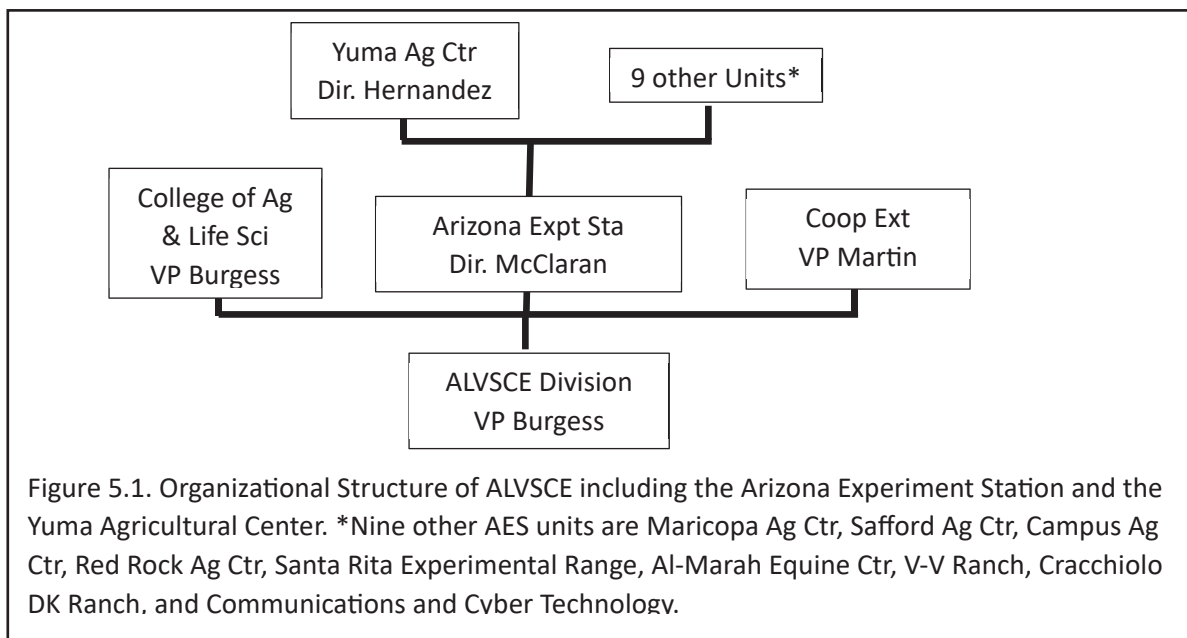 Yuma Ag Ctr
Dir. Hernandez
9 other Units*
College of Ag
& Life Sci
VP Burgess
Arizona Expt Sta
Dir. McClaran
Coop Ext
VP Martin
ALVSCE Division
VP Burgess
Figure 5.1. Organizational Structure of ALVSCE including the Arizona Experiment Station and the
Yuma Agricultural Center. *Nine other AES units are Maricopa Ag Ctr, Safford Ag Ctr, Campus Ag
Ctr, Red Rock Ag Ctr, Santa Rita Experimental Range, Al-Marah Equine Ctr, V-V Ranch, Cracchiolo
DK Ranch, and Communications and Cyber Technology.